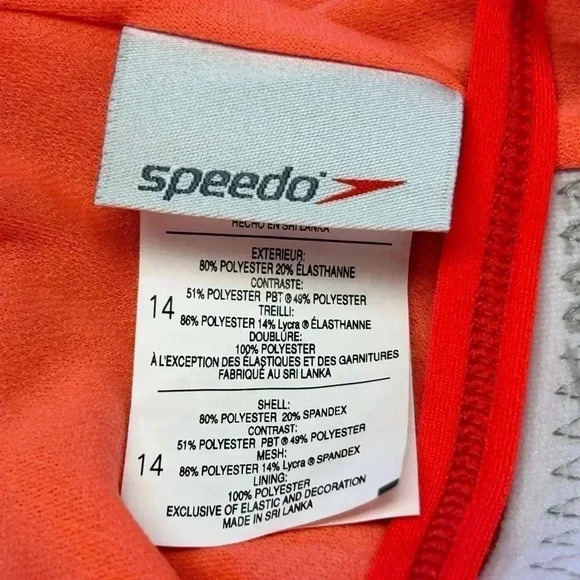 speedo
HECHO EN SRI LANKA
EXTERIEUR:
80% POLYESTER 20% ÉLASTHANNE
CONTRASTE:
51% POLYESTER PBT ® 49% POLYESTER
14
TREILLI:
86% POLYESTER 14% Lycra ® ÉLASTHANNE
DOUBLURE:
100% POLYESTER
À L'EXCEPTION DES ÉLASTIQUES ET DES GARNITURES
FABRIQUÉ AU SRI LANKA
SHELL:
80% POLYESTER 20% SPANDEX
CONTRAST:
51% POLYESTER PBT ® 49% POLYESTER
14
MESH:
86% POLYESTER 14% Lycra ® SPANDEX
LINING:
100% POLYESTER
EXCLUSIVE OF ELASTIC AND DECORATION
MADE IN SRI LANKA